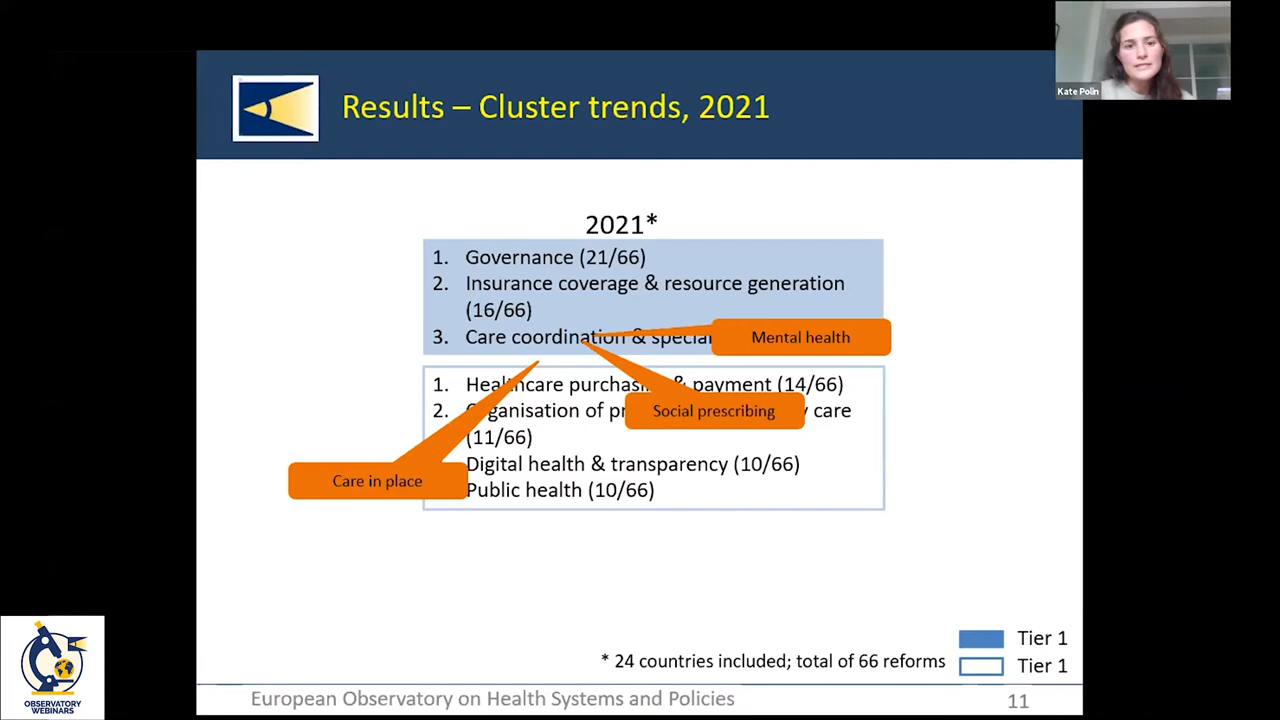 Kate Polin
Results – Cluster trends, 2021
2021*
1. Governance (21/66)
2. Insurance coverage & resource generation
(16/66)
3. Care coordination & special
Mental health
1. Healthcare purchasing & payment (14/66)
2. Organisation of pr
Social prescribing
care
(11/66)
Digital health & transparency (10/66)
Care in place
Public health (10/66)
Tier 1
* 24 countries included; total of 66 reforms
Tier 1
European Observatory on Health Systems and Policies
11
OBSERVATORY
WEBINARS